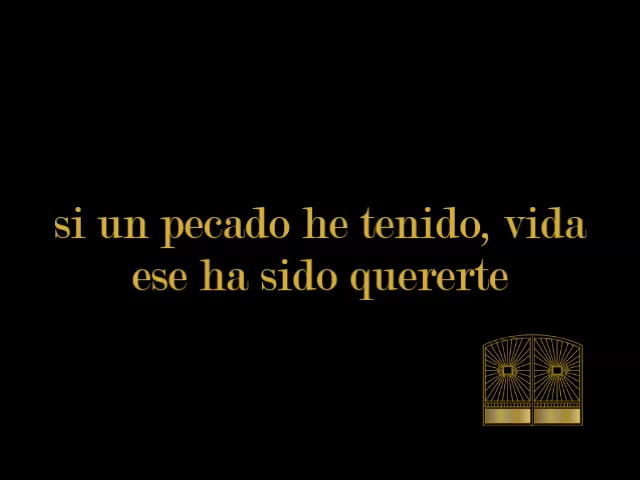 si un pecado he tenido, vida
ese ha sido quererte